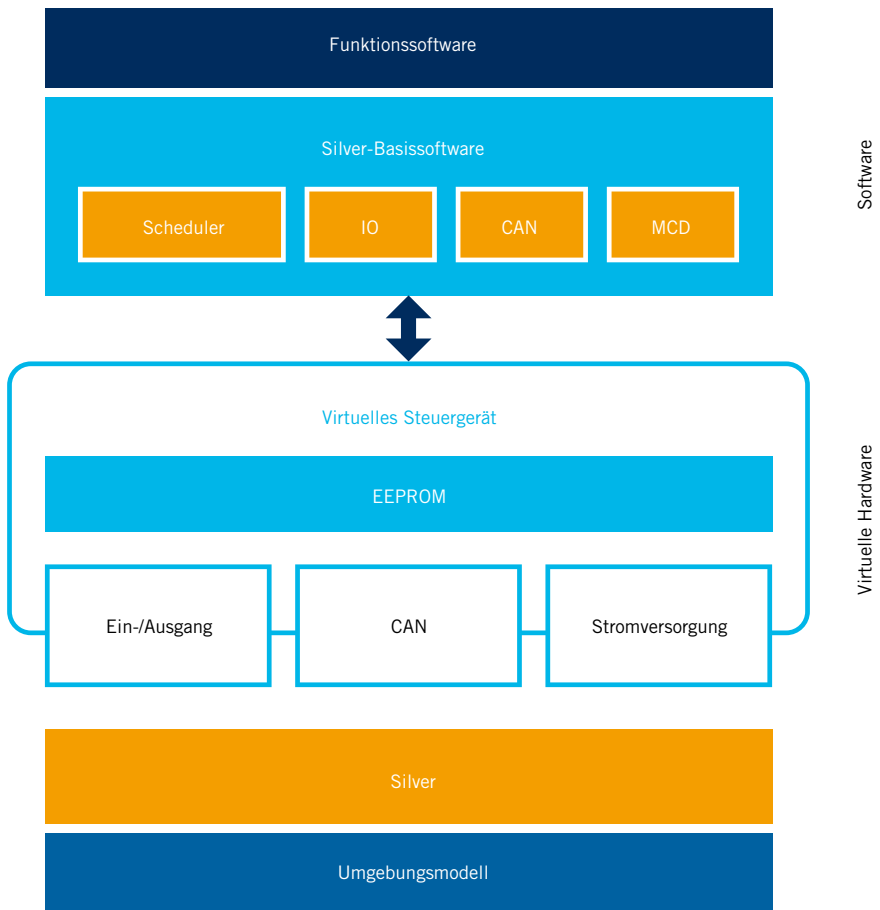 Funktionssoftware
Silver-Basissoftware
Scheduler
IO
CAN
MCD
Software
Virtuelles Steuergerät
EEPROM
Ein-/Ausgang
CAN
Stromversorgung
Virtuelle Hardware
Silver
Umgebungsmodell